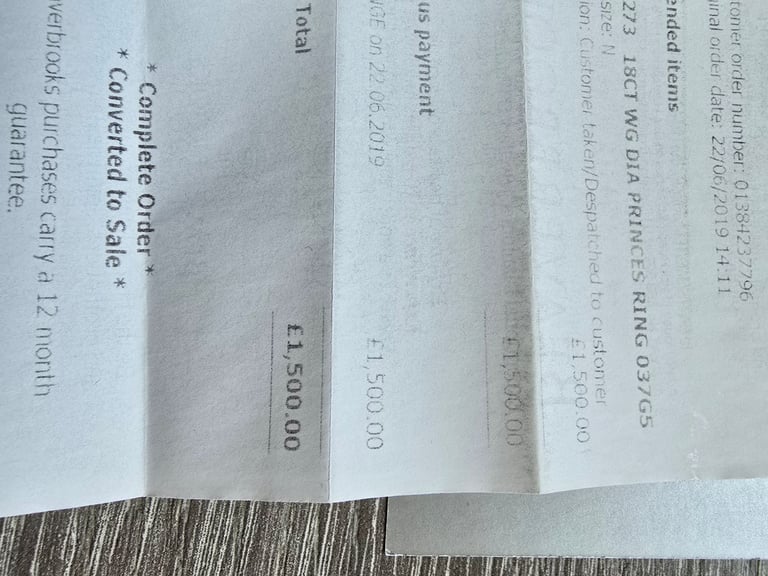 tomer order number: 01384237796
inal order date: 22/06/2019 14:11
ended items
273 18CT WG DIA PRINCES RING 037G5
size: N
ion: Customer taken/Despatched to customer
£1,500.00
£1,500.00
us payment
NGE on 22.06.2019 £1,500.00
Total £1,500.00
* Complete Order *
* Converted to Sale *
verbrooks purchases carry a 12 month
guarantee.